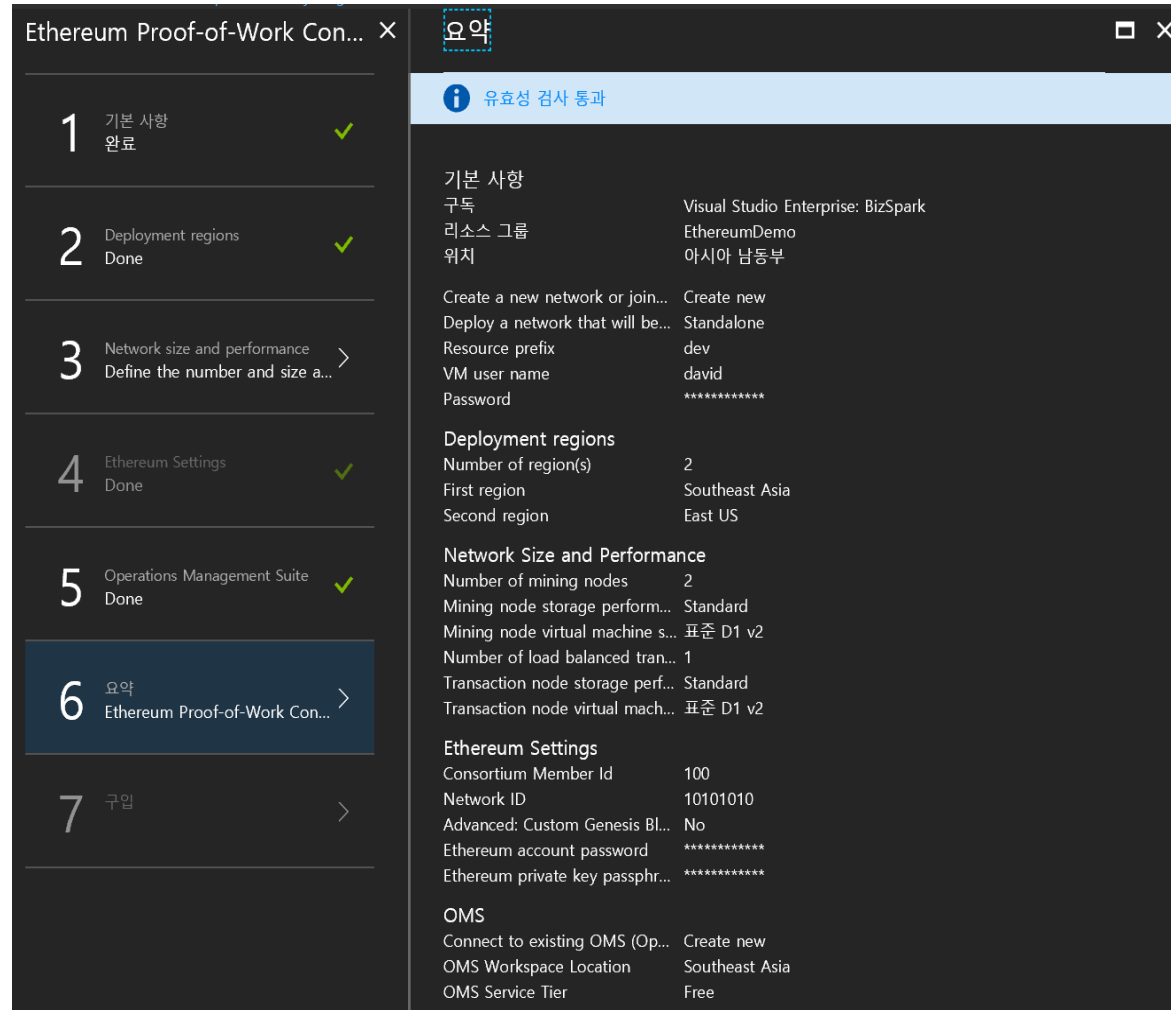 Ethereum Proof-of-Work Con...
1
기본 사항
완료
2
Deployment regions
Done
3
Network size and performance
Define the number and size a...
4
Ethereum Settings
Done
5
Operations Management Suite
Done
6
요약
Ethereum Proof-of-Work Con...
7
구입
요약
유효성 검사 통과
기본 사항
구독 Visual Studio Enterprise: BizSpark
리소스 그룹 EthereumDemo
위치 아시아 남동부
Create a new network or join... Create new
Deploy a network that will be... Standalone
Resource prefix dev
VM user name david
Password ************
Deployment regions
Number of region(s) 2
First region Southeast Asia
Second region East US
Network Size and Performance
Number of mining nodes 2
Mining node storage perform... Standard
Mining node virtual machine s... 표준 D1 v2
Number of load balanced tran... 1
Transaction node storage perf... Standard
Transaction node virtual mach... 표준 D1 v2
Ethereum Settings
Consortium Member Id 100
Network ID 10101010
Advanced: Custom Genesis Bl... No
Ethereum account password ************
Ethereum private key passphr... ************
OMS
Connect to existing OMS (Op... Create new
OMS Workspace Location Southeast Asia
OMS Service Tier Free